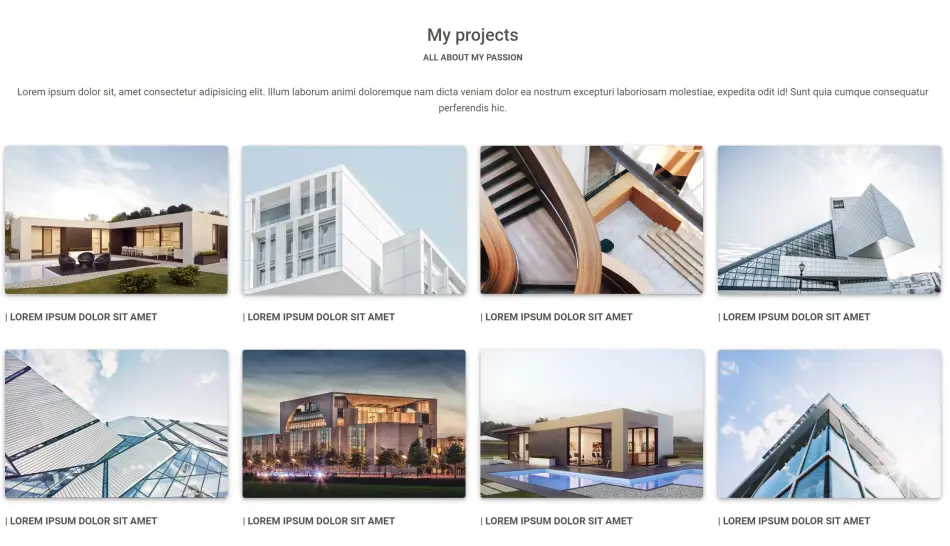 My projects
ALL ABOUT MY PASSION
Lorem ipsum dolor sit, amet consectetur adipisicing elit. Illum laborum animi doloremque nam dicta veniam dolor ea nostrum excepturi laboriosam molestiae, expedita odit id! Sunt quia cumque consequatur
perferendis hic.
| LOREM IPSUM DOLOR SIT AMET
| LOREM IPSUM DOLOR SIT AMET
| LOREM IPSUM DOLOR SIT AMET
| LOREM IPSUM DOLOR SIT AMET
| LOREM IPSUM DOLOR SIT AMET
| LOREM IPSUM DOLOR SIT AMET
| LOREM IPSUM DOLOR SIT AMET
| LOREM IPSUM DOLOR SIT AMET